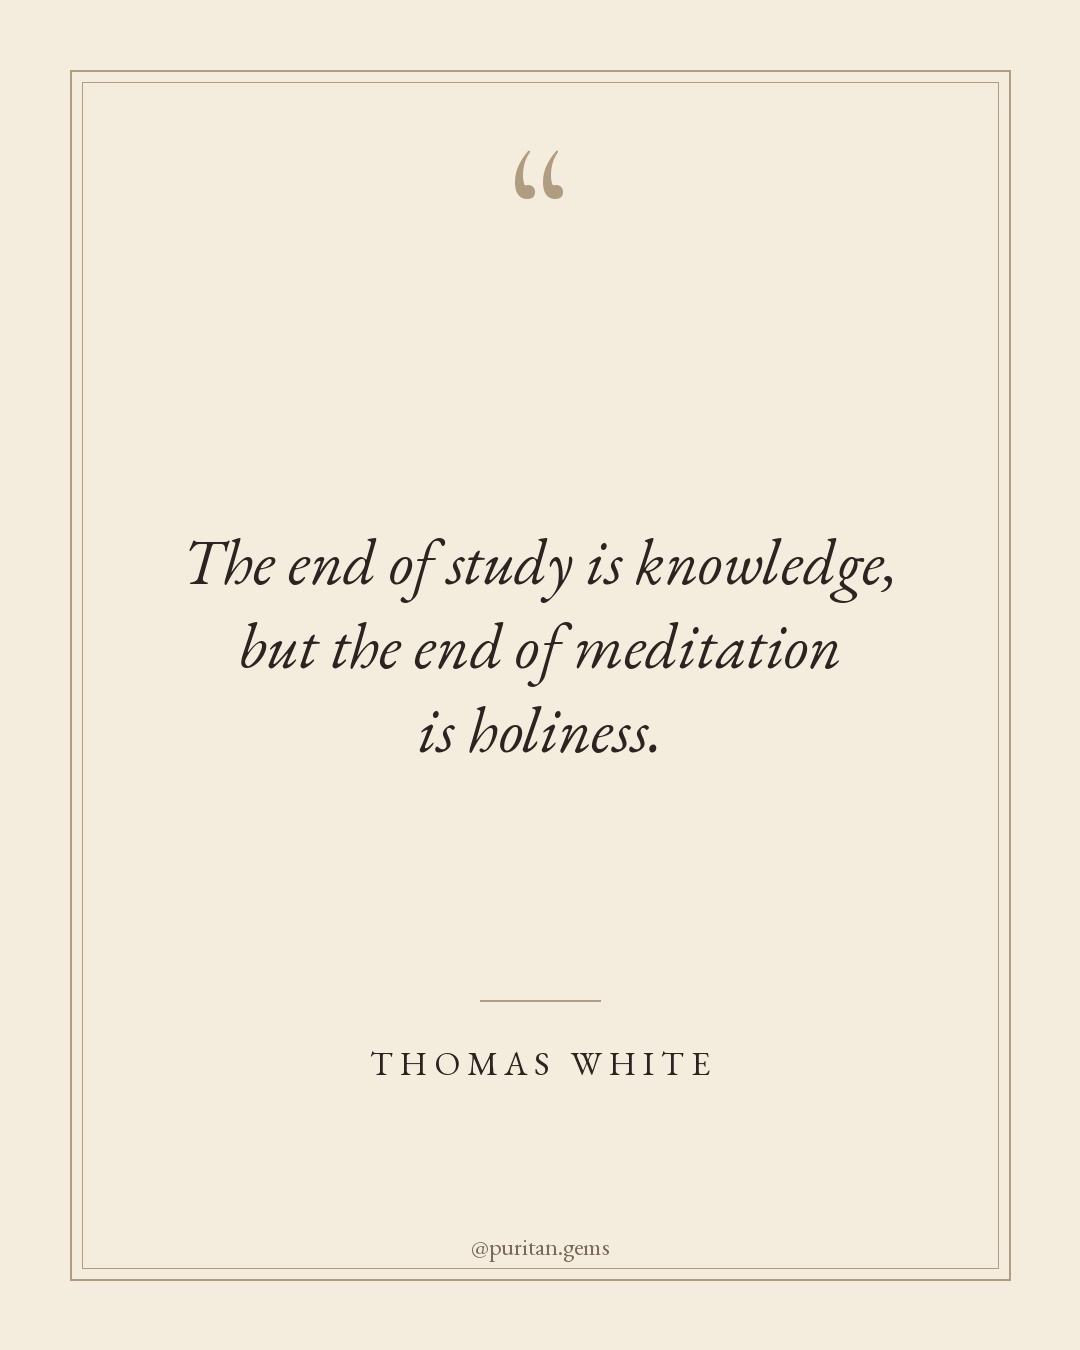 “
The end of study is knowledge,
but the end of meditation
is holiness.
THOMAS WHITE
@puritan.gems